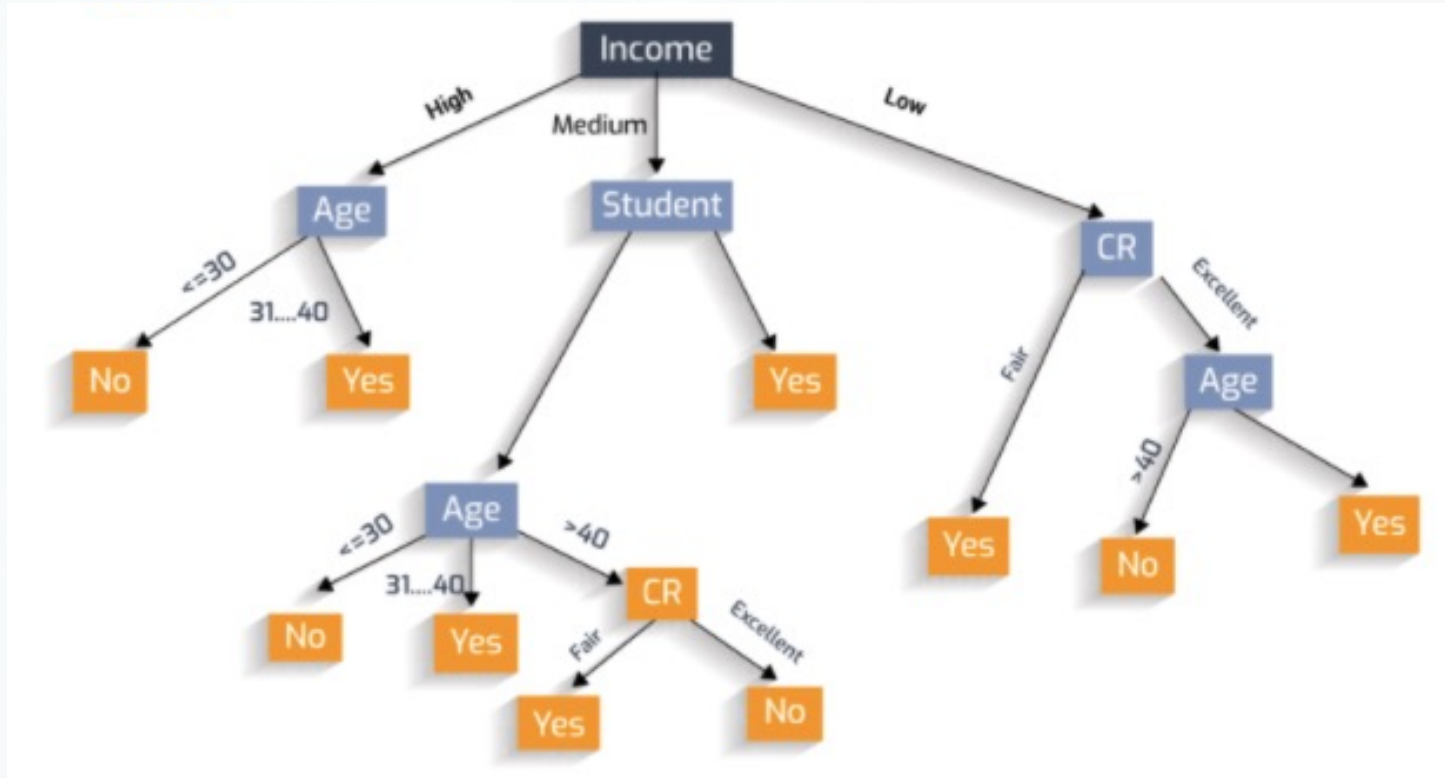 Income
High
Medium
Low
Age
Student
CR
<=30
31....40
Excellent
Fair
No
Yes
Yes
Age
>40
Age
<=30
31....40
>40
Yes
No
Yes
CR
No
Yes
Fair
Excellent
Yes
No